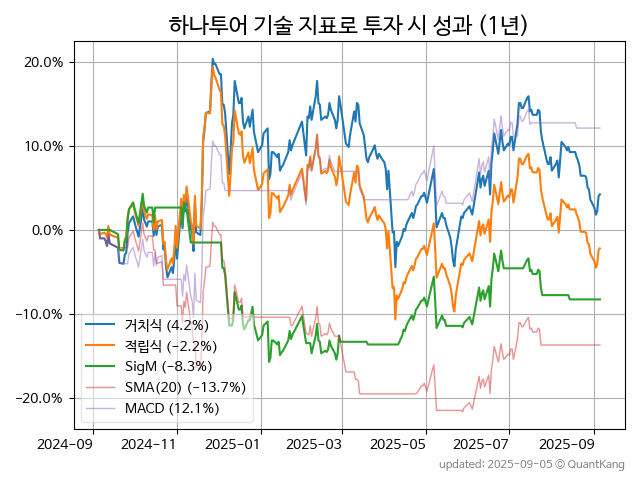 하나투어 기술 지표로 투자 시 성과 (1년)
20.0%
10.0%
0.0%
−10.0%
−20.0%
거치식 (4.2%)
적립식 (−2.2%)
SigM (−8.3%)
SMA(20) (−13.7%)
MACD (12.1%)
2024-09 2024-11 2025-01 2025-03 2025-05 2025-07 2025-09
updated: 2025-09-05 © QuantKang